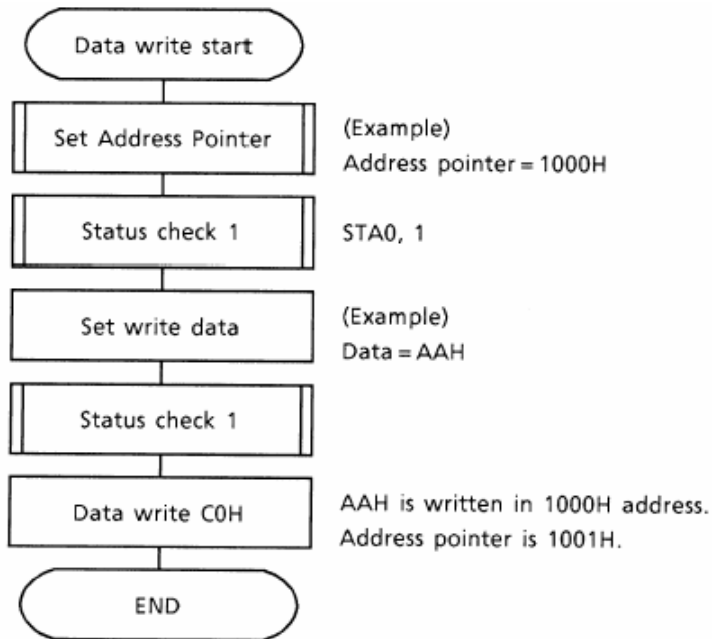 Data write start
Set Address Pointer
(Example)
Address pointer = 1000H
Status check 1
STA0, 1
Set write data
(Example)
Data = AAH
Status check 1
Data write C0H
AAH is written in 1000H address.
Address pointer is 1001H.
END